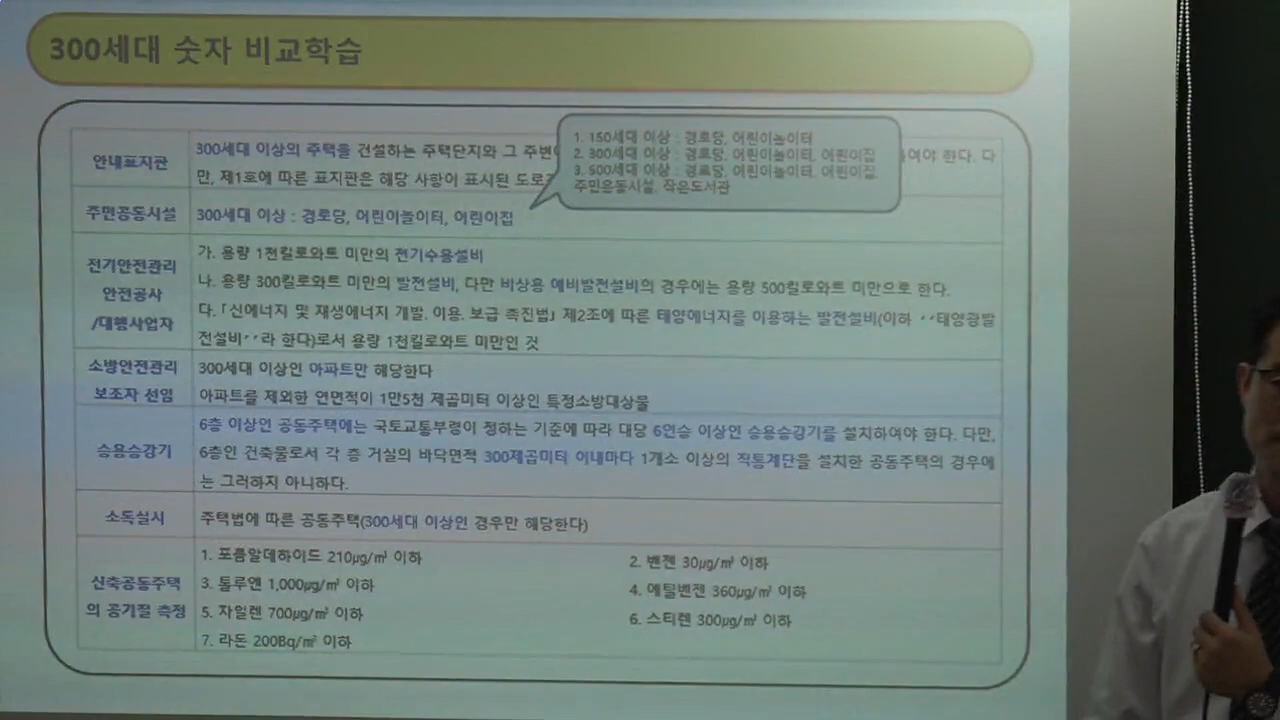 300세대 숫자 비교학습
1. 150세대 이상 : 경로당, 어린이놀이터
2. 300세대 이상 : 경로당, 어린이놀이터, 어린이집
3. 500세대 이상 : 경로당, 어린이놀이터, 어린이집,
주민운동시설, 작은도서관
안내표지판
300세대 이상의 주택을 건설하는 주택단지와 그 주변 여야 한다. 다
만, 제1호에 따른 표지판은 해당 사항이 표시된 도로
주민공동시설
300세대 이상 : 경로당, 어린이놀이터, 어린이집
전기안전관리
안전공사
/대행사업자
가. 용량 1천킬로와트 미만의 전기수용설비
나. 용량 300킬로와트 미만의 발전설비, 다만 비상용 예비발전설비의 경우에는 용량 500킬로와트 미만으로 한다.
다.「신에너지 및 재생에너지 개발. 이용. 보급 촉진법」 제2조에 따른 태양에너지를 이용하는 발전설비(이하 ‘‘태양광발
전설비’’라 한다)로서 용량 1천킬로와트 미만인 것
소방안전관리
보조자 선임
300세대 이상인 아파트만 해당한다
아파트를 제외한 연면적이 1만5천 제곱미터 이상인 특정소방대상물
승용승강기
6층 이상인 공동주택에는 국토교통부령이 정하는 기준에 따라 대당 6인승 이상인 승용승강기를 설치하여야 한다. 다만,
6층인 건축물로서 각 층 거실의 바닥면적 300제곱미터 이내마다 1개소 이상의 직통계단을 설치한 공동주택의 경우에
는 그러하지 아니하다.
소독실시
주택법에 따른 공동주택(300세대 이상인 경우만 해당한다)
신축공동주택
의 공기질 측정
1. 포름알데하이드 210㎍/㎥ 이하
2. 벤젠 30㎍/㎥ 이하
3. 톨루엔 1,000㎍/㎥ 이하
4. 에틸벤젠 360㎍/㎥ 이하
5. 자일렌 700㎍/㎥ 이하
6. 스티렌 300㎍/㎥ 이하
7. 라돈 200Bq/㎥ 이하